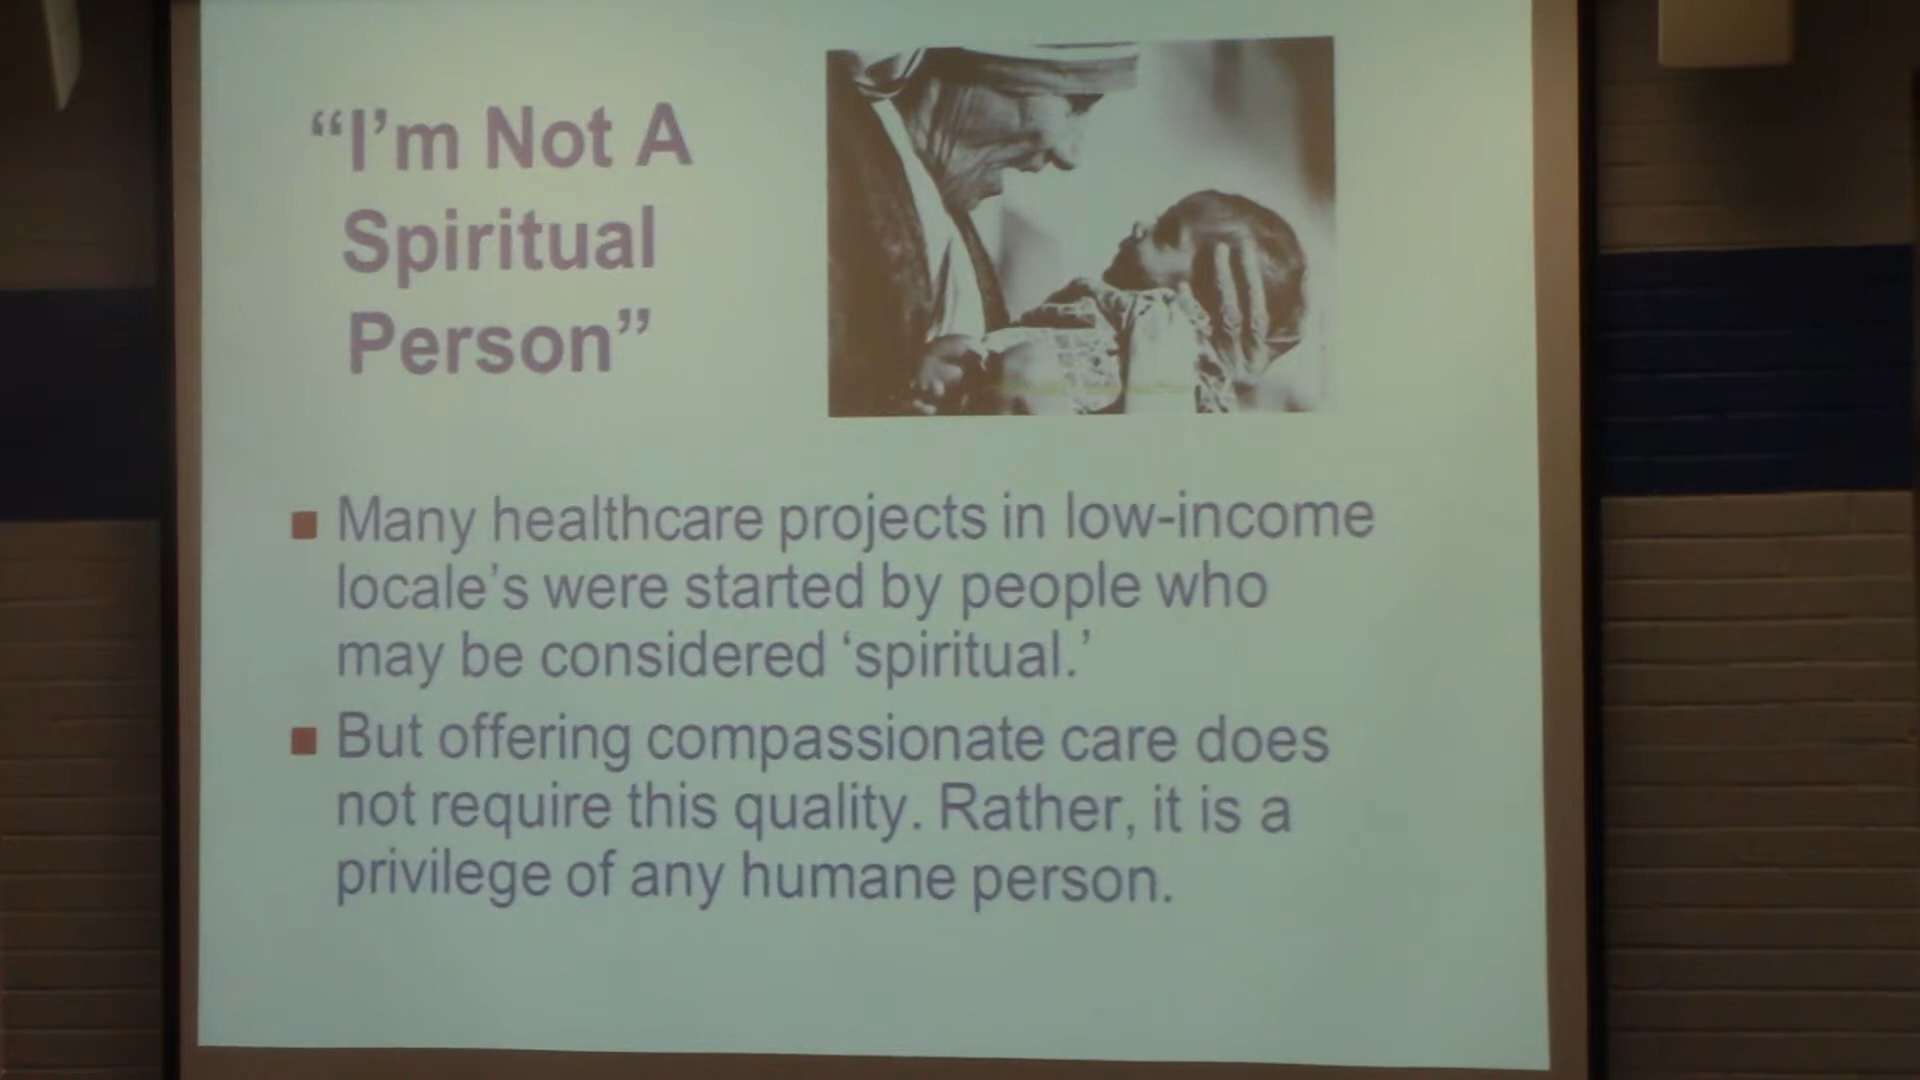 “I’m Not A
Spiritual
Person”
Many healthcare projects in low-income
locale’s were started by people who
may be considered ‘spiritual.’
But offering compassionate care does
not require this quality. Rather, it is a
privilege of any humane person.